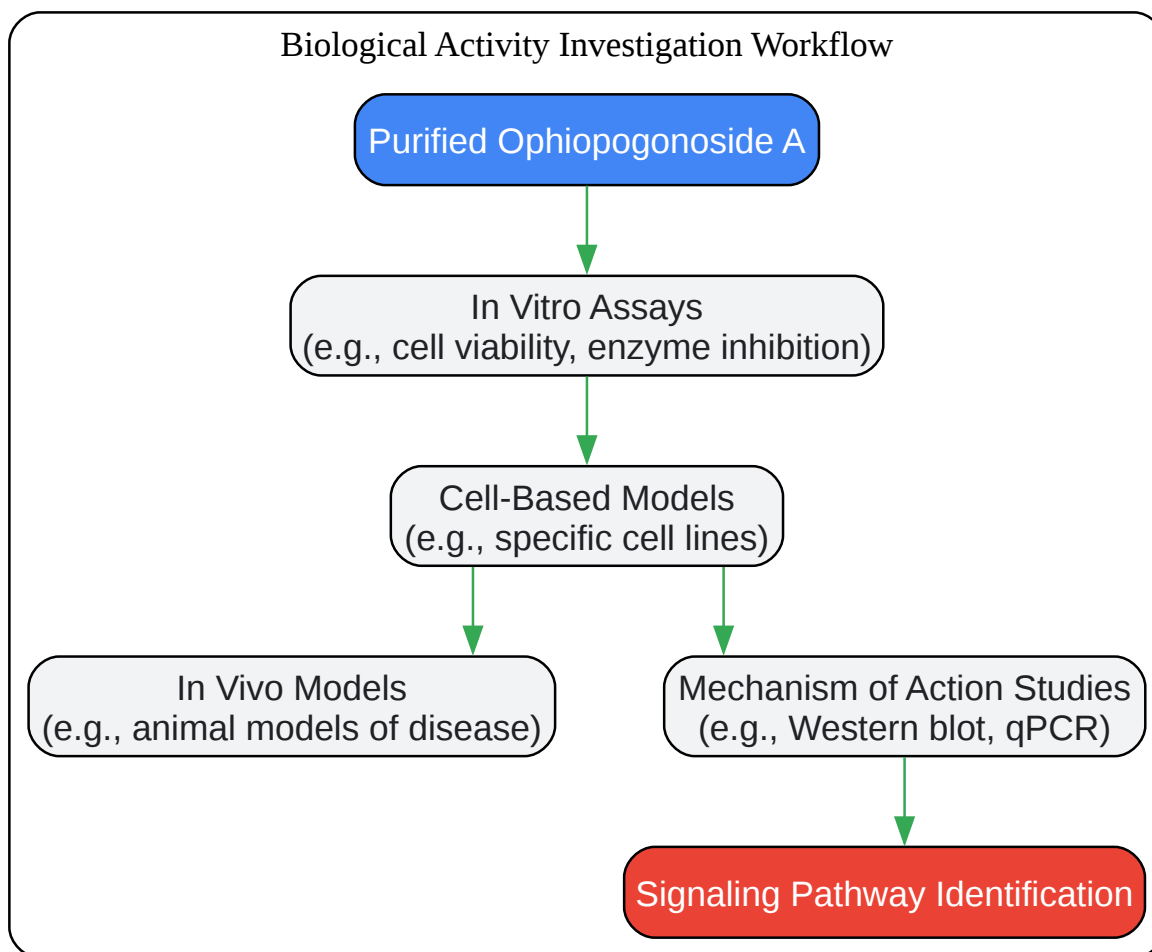 Biological Activity Investigation Workflow
Purified Ophiopogonoside A
In Vitro Assays
(e.g., cell viability, enzyme inhibition)
Cell-Based Models
(e.g., specific cell lines)
In Vivo Models
(e.g., animal models of disease)
Mechanism of Action Studies
(e.g., Western blot, qPCR)
Signaling Pathway Identification